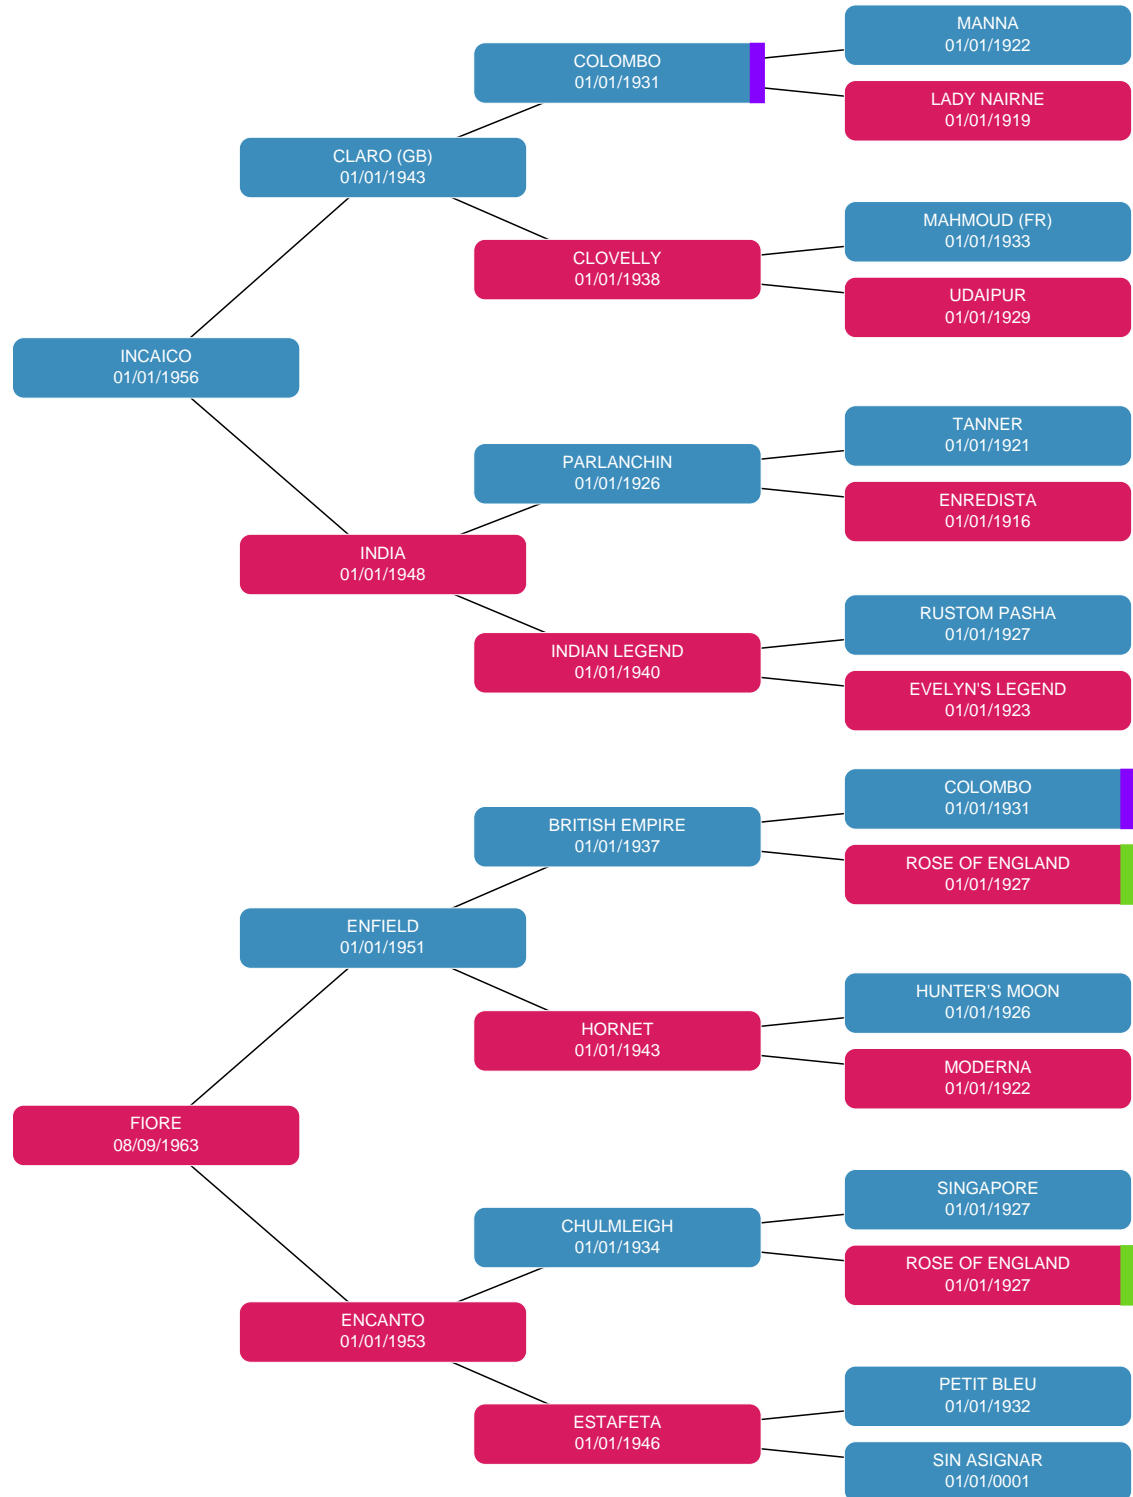 MANNA
01/01/1922
COLOMBO
01/01/1931
LADY NAIRNE
01/01/1919
CLARO (GB)
01/01/1943
MAHMOUD (FR)
01/01/1933
CLOVELLY
01/01/1938
UDAIPUR
01/01/1929
INCAICO
01/01/1956
TANNER
01/01/1921
PARLANCHIN
01/01/1926
ENREDISTA
01/01/1916
INDIA
01/01/1948
RUSTOM PASHA
01/01/1927
INDIAN LEGEND
01/01/1940
EVELYN'S LEGEND
01/01/1923
COLOMBO
01/01/1931
BRITISH EMPIRE
01/01/1937
ROSE OF ENGLAND
01/01/1927
ENFIELD
01/01/1951
HUNTER'S MOON
01/01/1926
HORNET
01/01/1943
MODERNA
01/01/1922
FIORE
08/09/1963
SINGAPORE
01/01/1927
CHULMLEIGH
01/01/1934
ROSE OF ENGLAND
01/01/1927
ENCANTO
01/01/1953
PETIT BLEU
01/01/1932
ESTAFETA
01/01/1946
SIN ASIGNAR
01/01/0001